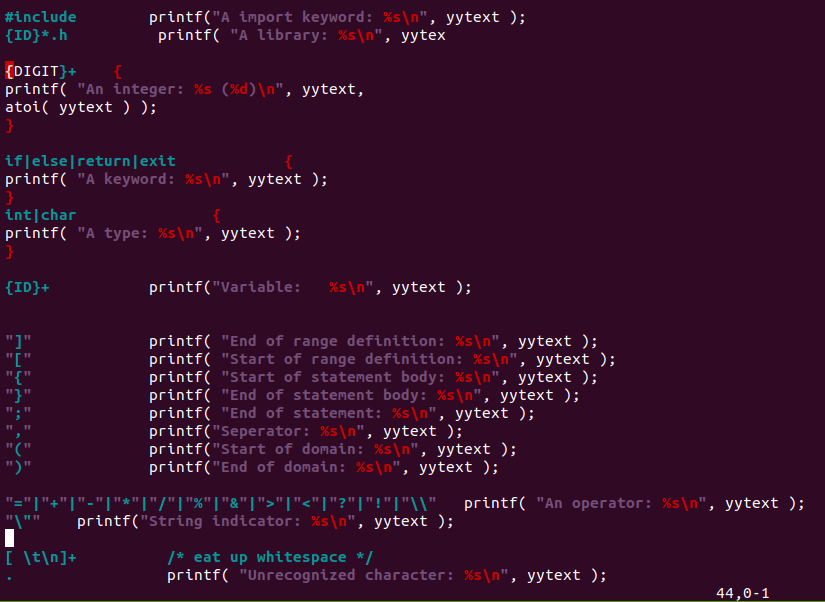 #include printf("A import keyword: %s\n", yytext );
{ID}*.h printf( "A library: %s\n", yytex
{DIGIT}+ {
printf( "An integer: %s (%d)\n", yytext,
atoi( yytext ) );
}
if|else|return|exit {
printf( "A keyword: %s\n", yytext );
}
int|char {
printf( "A type: %s\n", yytext );
}
{ID}+ printf("Variable: %s\n", yytext );
"]" printf( "End of range definition: %s\n", yytext );
"[" printf( "Start of range definition: %s\n", yytext );
"{" printf( "Start of statement body: %s\n", yytext );
"}" printf( "End of statement body: %s\n", yytext );
";" printf( "End of statement: %s\n", yytext );
"," printf("Seperator: %s\n", yytext );
"(" printf("Start of domain: %s\n", yytext );
")" printf("End of domain: %s\n", yytext );
"="|"+"|"-"|"*"|"/"|"%"|"&"|">"|"<"|"?"|"!"|"\\" printf( "An operator: %s\n", yytext );
"\"" printf("String indicator: %s\n", yytext );
[ \t\n]+ /* eat up whitespace */
. printf( "Unrecognized character: %s\n", yytext );
44,0-1